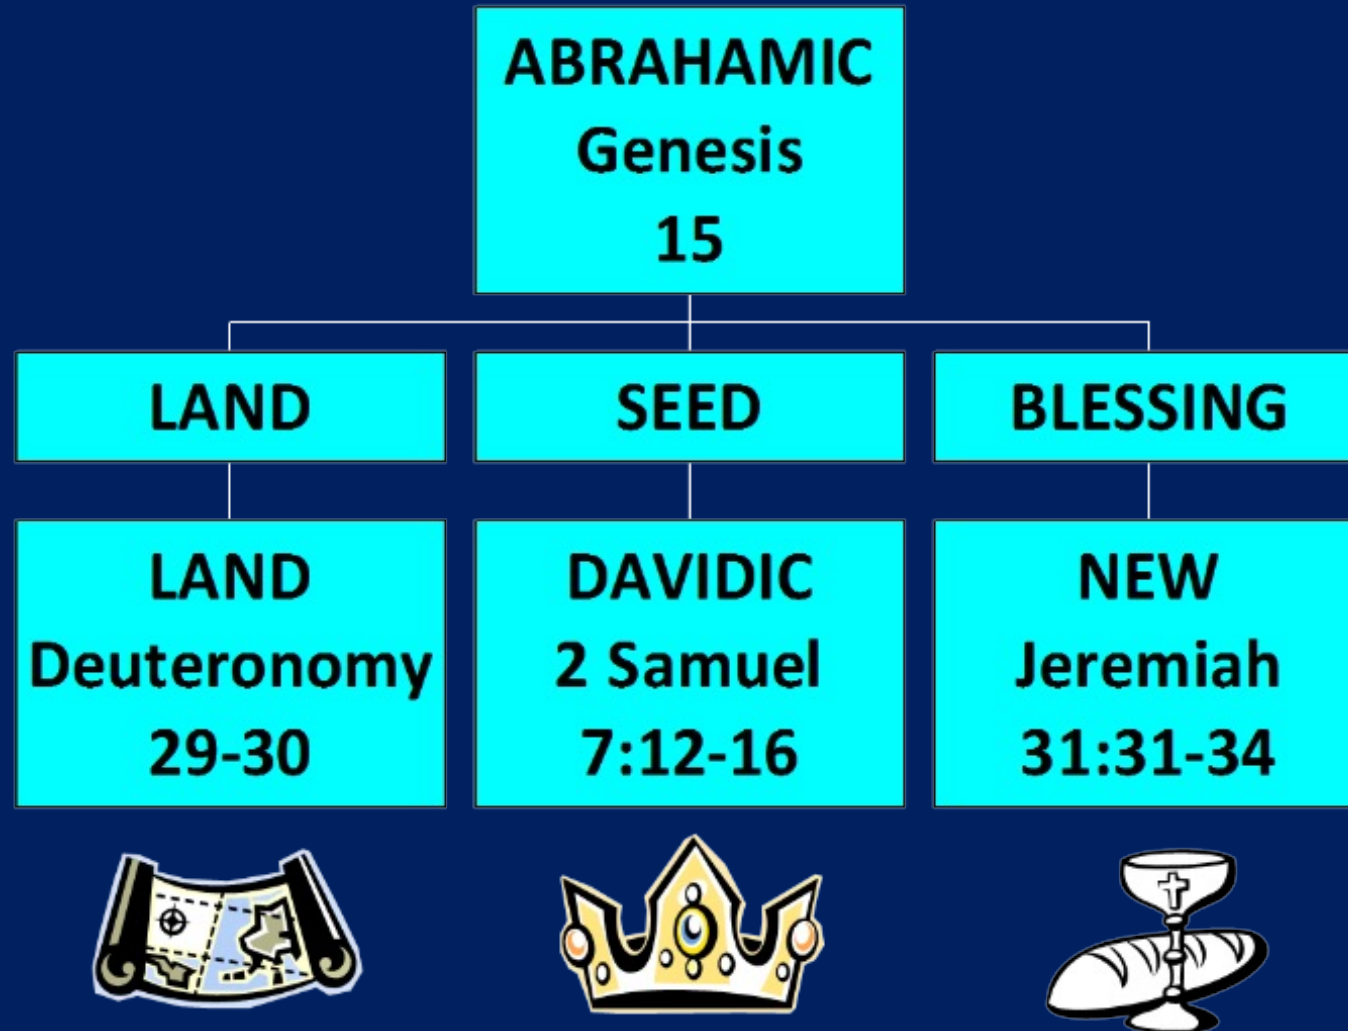 ABRAHAMIC
Genesis
15
LAND
SEED
BLESSING
LAND
Deuteronomy
29-30
DAVIDIC
2 Samuel
7:12-16
NEW
Jeremiah
31:31-34